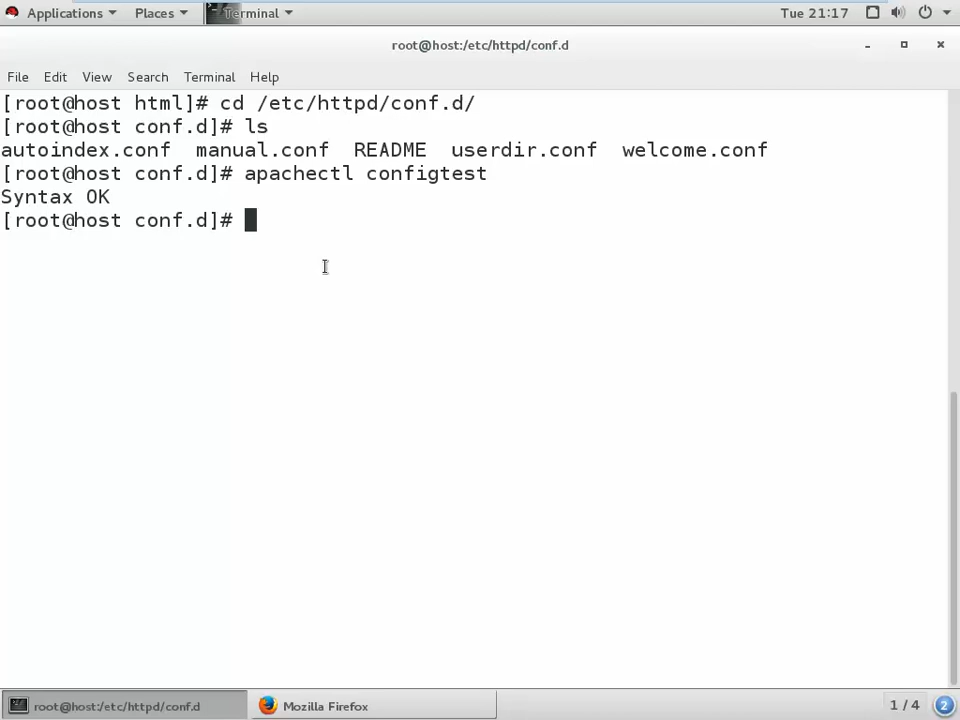 Applications Places Terminal Tue 21:17
root@host:/etc/httpd/conf.d
File Edit View Search Terminal Help
[root@host html]# cd /etc/httpd/conf.d/
[root@host conf.d]# ls
autoindex.conf manual.conf README userdir.conf welcome.conf
[root@host conf.d]# apachectl configtest
Syntax OK
[root@host conf.d]#
root@host:/etc/httpd/conf.d Mozilla Firefox 1 / 4 2